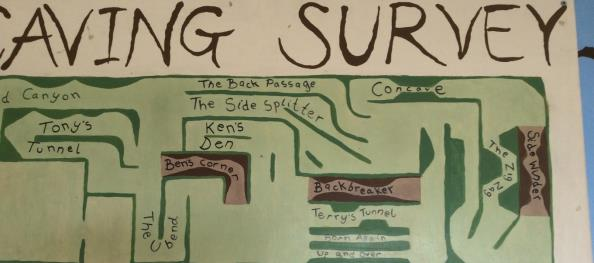 CAVING SURVEY
d Canyon
The Back Passage
Concave
The Side Splitter
Tony's
Tunnel
Ken's
Den
Bens Corner
The Zig Zag
Side Winder
Backbreaker
Terry's Tunnel
The U bend
Born Again
Up and Over